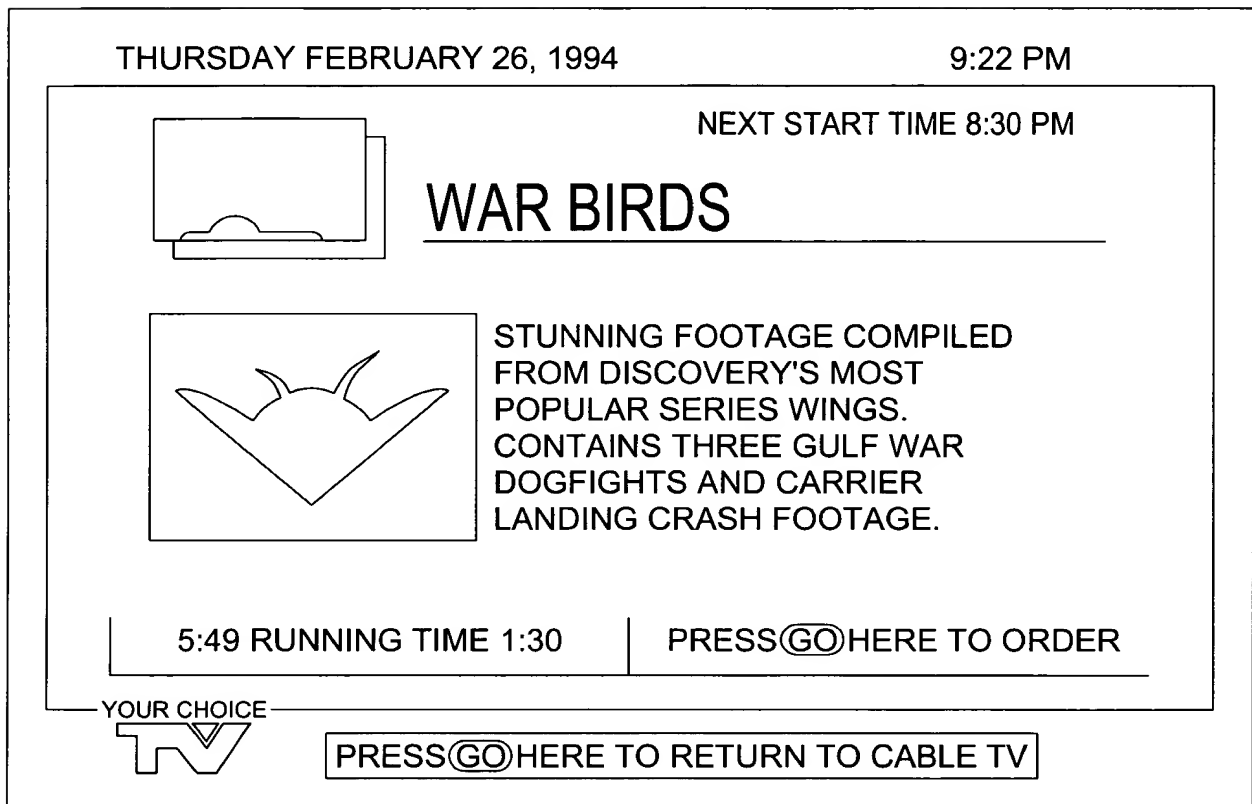 THURSDAY FEBRUARY 26, 1994 9:22 PM
NEXT START TIME 8:30 PM
WAR BIRDS
STUNNING FOOTAGE COMPILED
FROM DISCOVERY'S MOST
POPULAR SERIES WINGS.
CONTAINS THREE GULF WAR
DOGFIGHTS AND CARRIER
LANDING CRASH FOOTAGE.
5:49 RUNNING TIME 1:30
PRESS GO HERE TO ORDER
YOUR CHOICE
TV
PRESS GO HERE TO RETURN TO CABLE TV